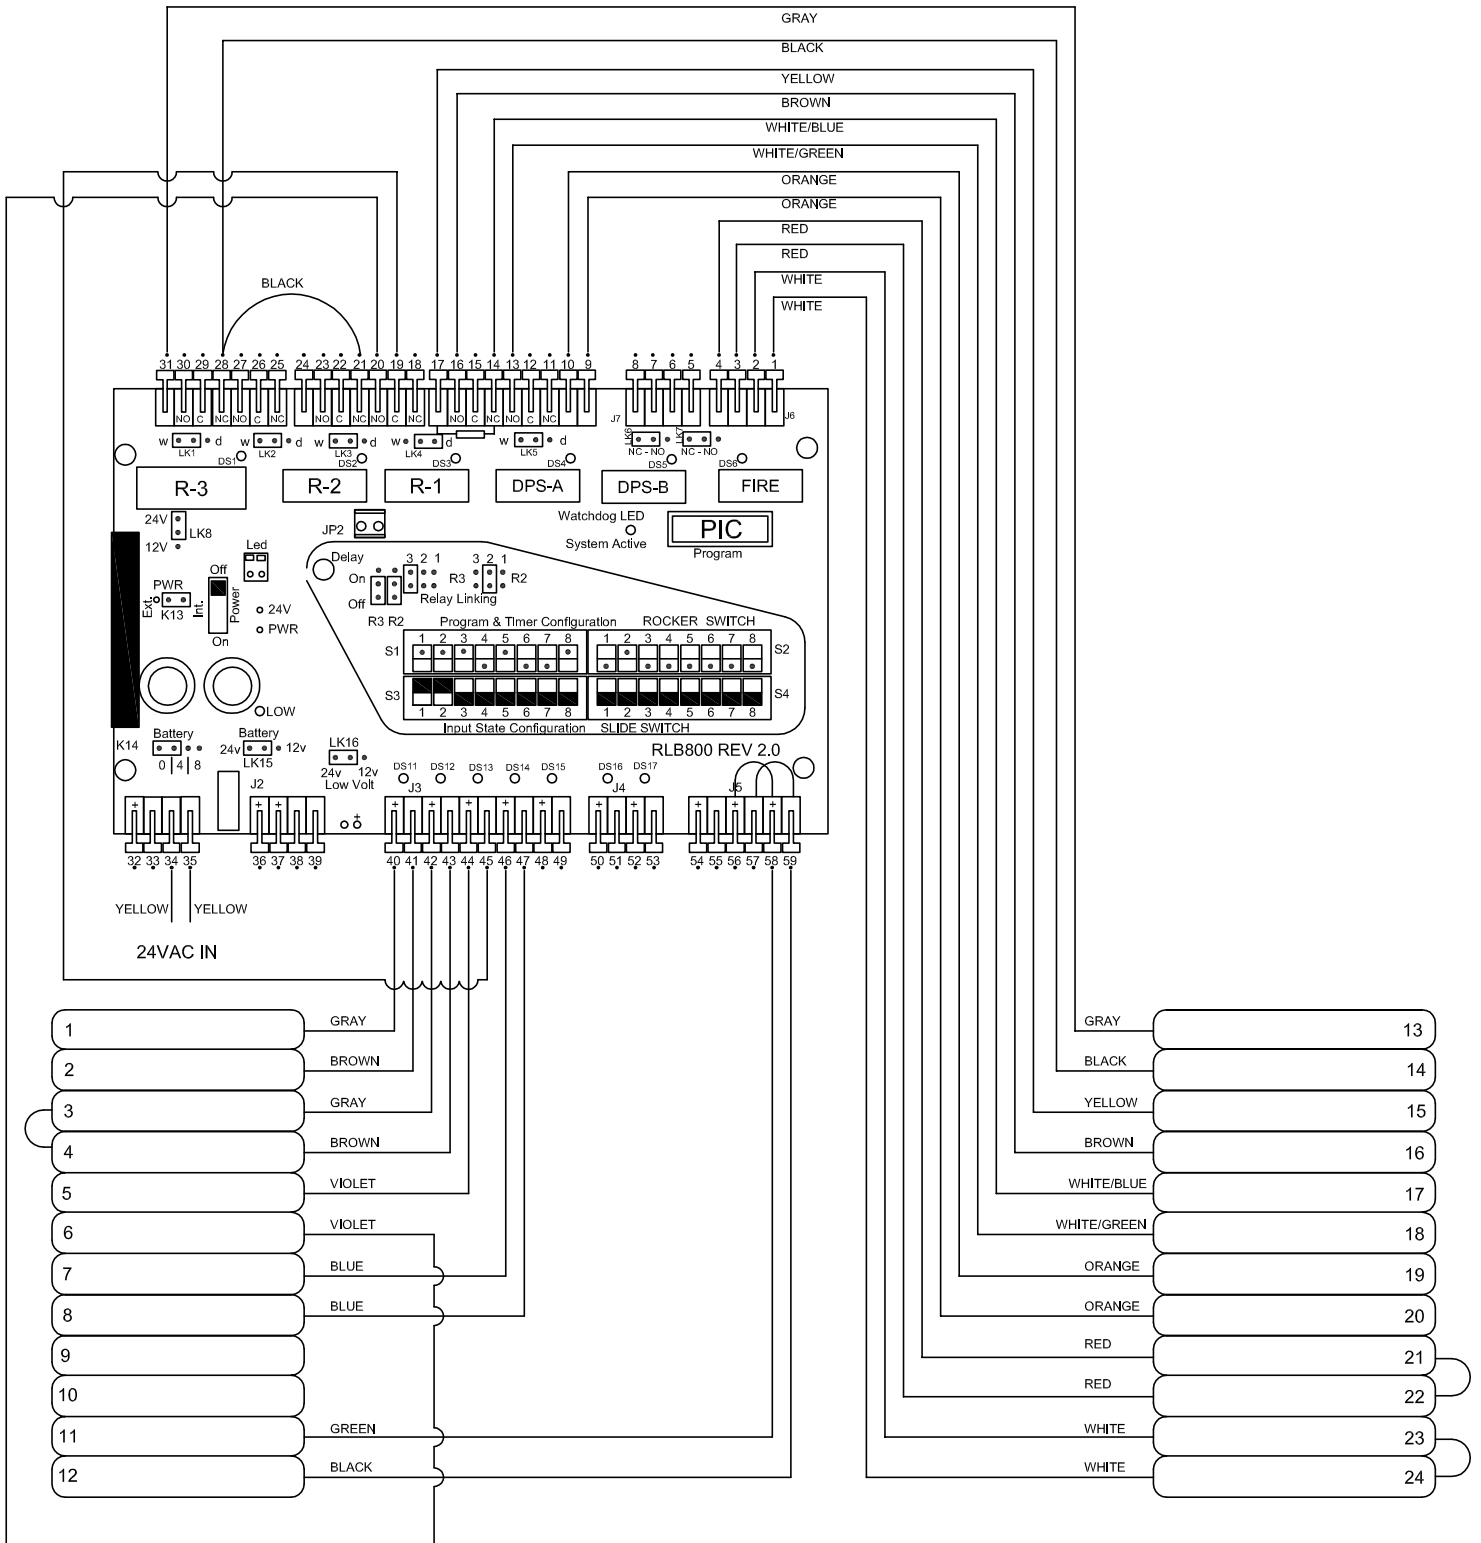 GRAY
BLACK
YELLOW
BROWN
WHITE/BLUE
WHITE/GREEN
ORANGE
ORANGE
RED
RED
WHITE
WHITE
BLACK
31 30 29 28 27 26 25 24 23 22 21 20 19 18 17 16 15 14 13 12 11 10 9 8 7 6 5 4 3 2 1
NO C NC NO C NC NO C NC NO C NC NO C NC NO C NC
J7 J6
w d w d w d w d w d
LK1 LK2 LK3 LK4 LK5 LK6 LK7
NC - NO NC - NO
DS1 DS2 DS3 DS4 DS5 DS6
R-3 R-2 R-1 DPS-A DPS-B FIRE
24V LK8
12V
JP2
Watchdog LED
System Active
PIC
Program
Led
Delay
Off
On
PWR
Ext. Int.
K13
Power
24V
PWR
On
Off
R3 R2
3 2 1
R3
3 2 1
R2
Relay Linking
Program & Timer Configuration ROCKER SWITCH
S1 1 2 3 4 5 6 7 8 1 2 3 4 5 6 7 8 S2
S3 1 2 3 4 5 6 7 8 1 2 3 4 5 6 7 8 S4
Input State Configuration SLIDE SWITCH
LOW
K14
Battery
0 4 8
Battery
24v 12v
LK15
LK16
24v 12v
Low Volt
RLB800 REV 2.0
DS11 DS12 DS13 DS14 DS15 DS16 DS17
J2 J3 J4 J5
+ + + + + + + + + + + + + +
32 33 34 35 36 37 38 39 40 41 42 43 44 45 46 47 48 49 50 51 52 53 54 55 56 57 58 59
YELLOW YELLOW
24VAC IN
1 GRAY GRAY 13
2 BROWN BLACK 14
3 GRAY YELLOW 15
4 BROWN BROWN 16
5 VIOLET WHITE/BLUE 17
6 VIOLET WHITE/GREEN 18
7 BLUE ORANGE 19
8 BLUE ORANGE 20
9 RED 21
10 RED 22
11 GREEN WHITE 23
12 BLACK WHITE 24